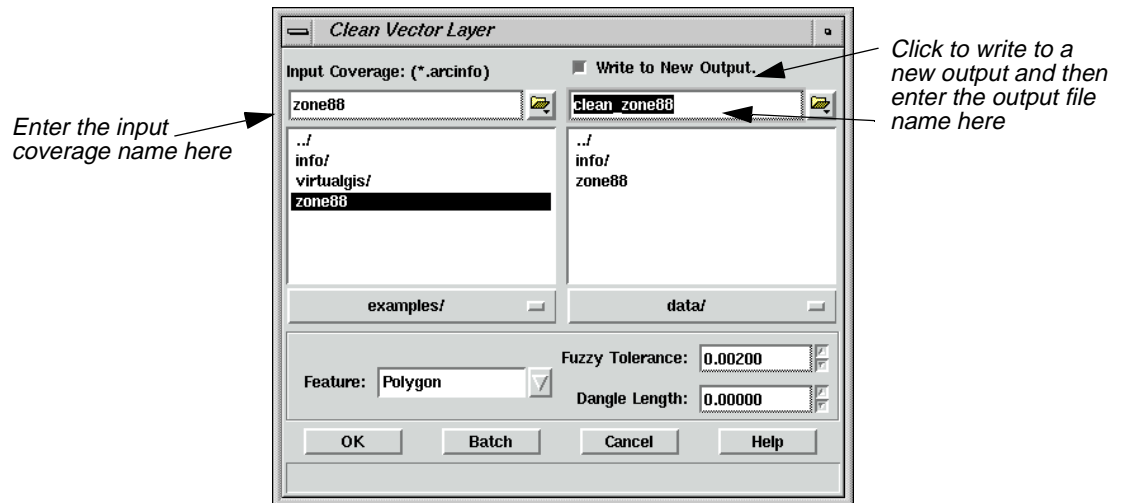 Clean Vector Layer
Input Coverage: (*.arcinfo)
Write to New Output.
zone88
clean_zone88
../
info/
virtualgis/
zone88
../
info/
zone88
examples/
data/
Feature: Polygon
Fuzzy Tolerance: 0.00200
Dangle Length: 0.00000
OK Batch Cancel Help
Enter the input
coverage name here
Click to write to a
new output and then
enter the output file
name here